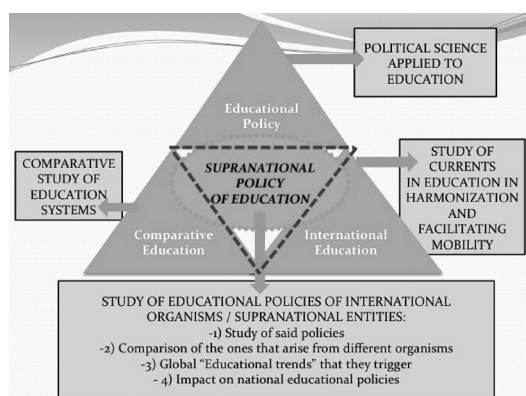 POLITICAL SCIENCE
APPLIED TO
EDUCATION
Educational
Policy
COMPARATIVE
STUDY OF
EDUCATION
SYSTEMS
SUPRANATIONAL
POLICY
OF EDUCATION
STUDY OF
CURRENTS
IN EDUCATION IN
HARMONIZATION
AND
FACILITATING
MOBILITY
Comparative
Education
International
Education
STUDY OF EDUCATIONAL POLICIES OF INTERNATIONAL
ORGANISMS / SUPRANATIONAL ENTITIES:
-1) Study of said policies
-2) Comparison of the ones that arise from different organisms
-3) Global “Educational trends” that they trigger
- 4) Impact on national educational policies